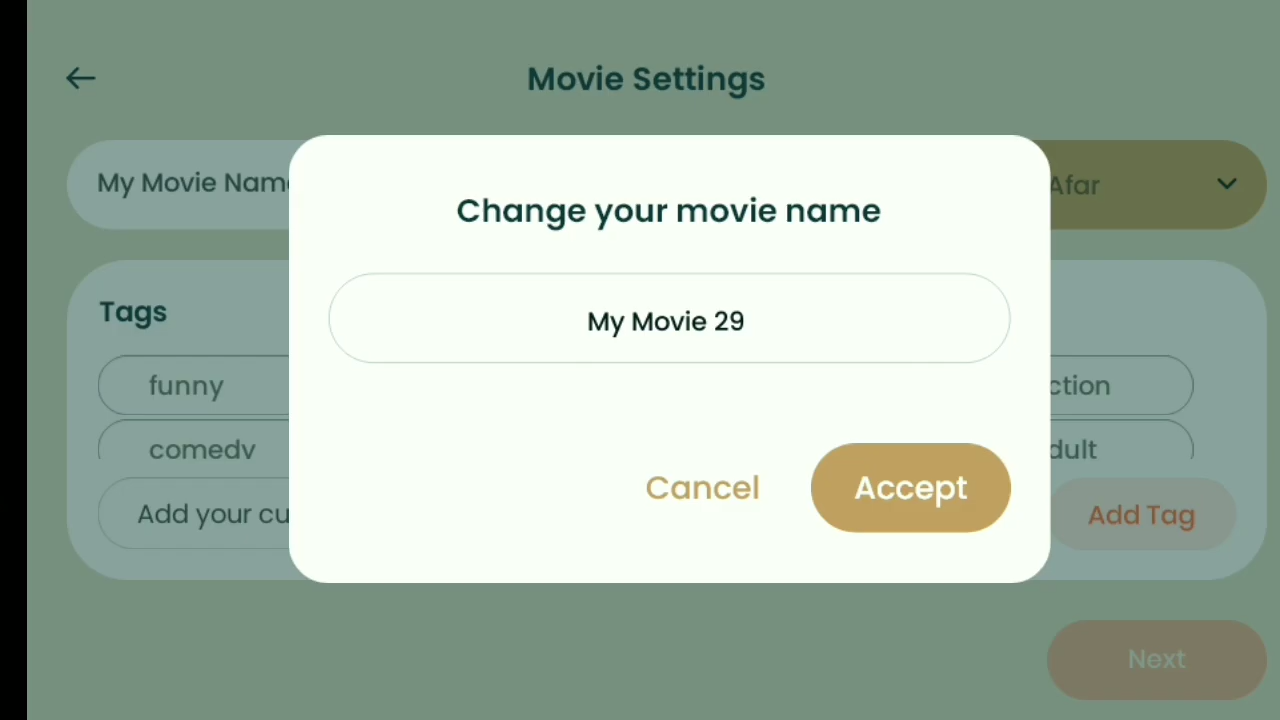 Movie Settings
My Movie Nam
Afar
Change your movie name
My Movie 29
Tags
funny
ction
comedy
dult
Cancel
Accept
Add your cu
Add Tag
Next